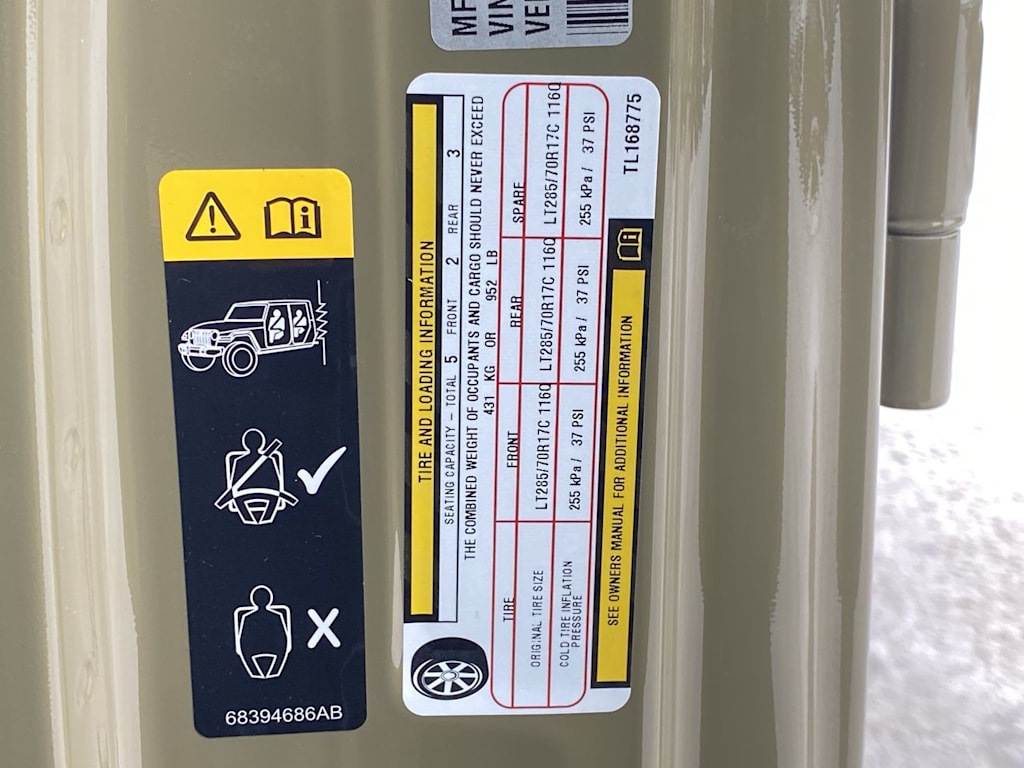 MF
VIN
VE
TIRE AND LOADING INFORMATION
SEATING CAPACITY – TOTAL 5 FRONT 2 REAR 3
THE COMBINED WEIGHT OF OCCUPANTS AND CARGO SHOULD NEVER EXCEED
431 KG OR 952 LB
TIRE FRONT REAR SPARE
ORIGINAL TIRE SIZE LT285/70R17C 116Q LT285/70R17C 116Q LT285/70R17C 116Q
COLD TIRE INFLATION PRESSURE 255 kPa / 37 PSI 255 kPa / 37 PSI 255 kPa / 37 PSI
SEE OWNERS MANUAL FOR ADDITIONAL INFORMATION
TL168775
68394686AB